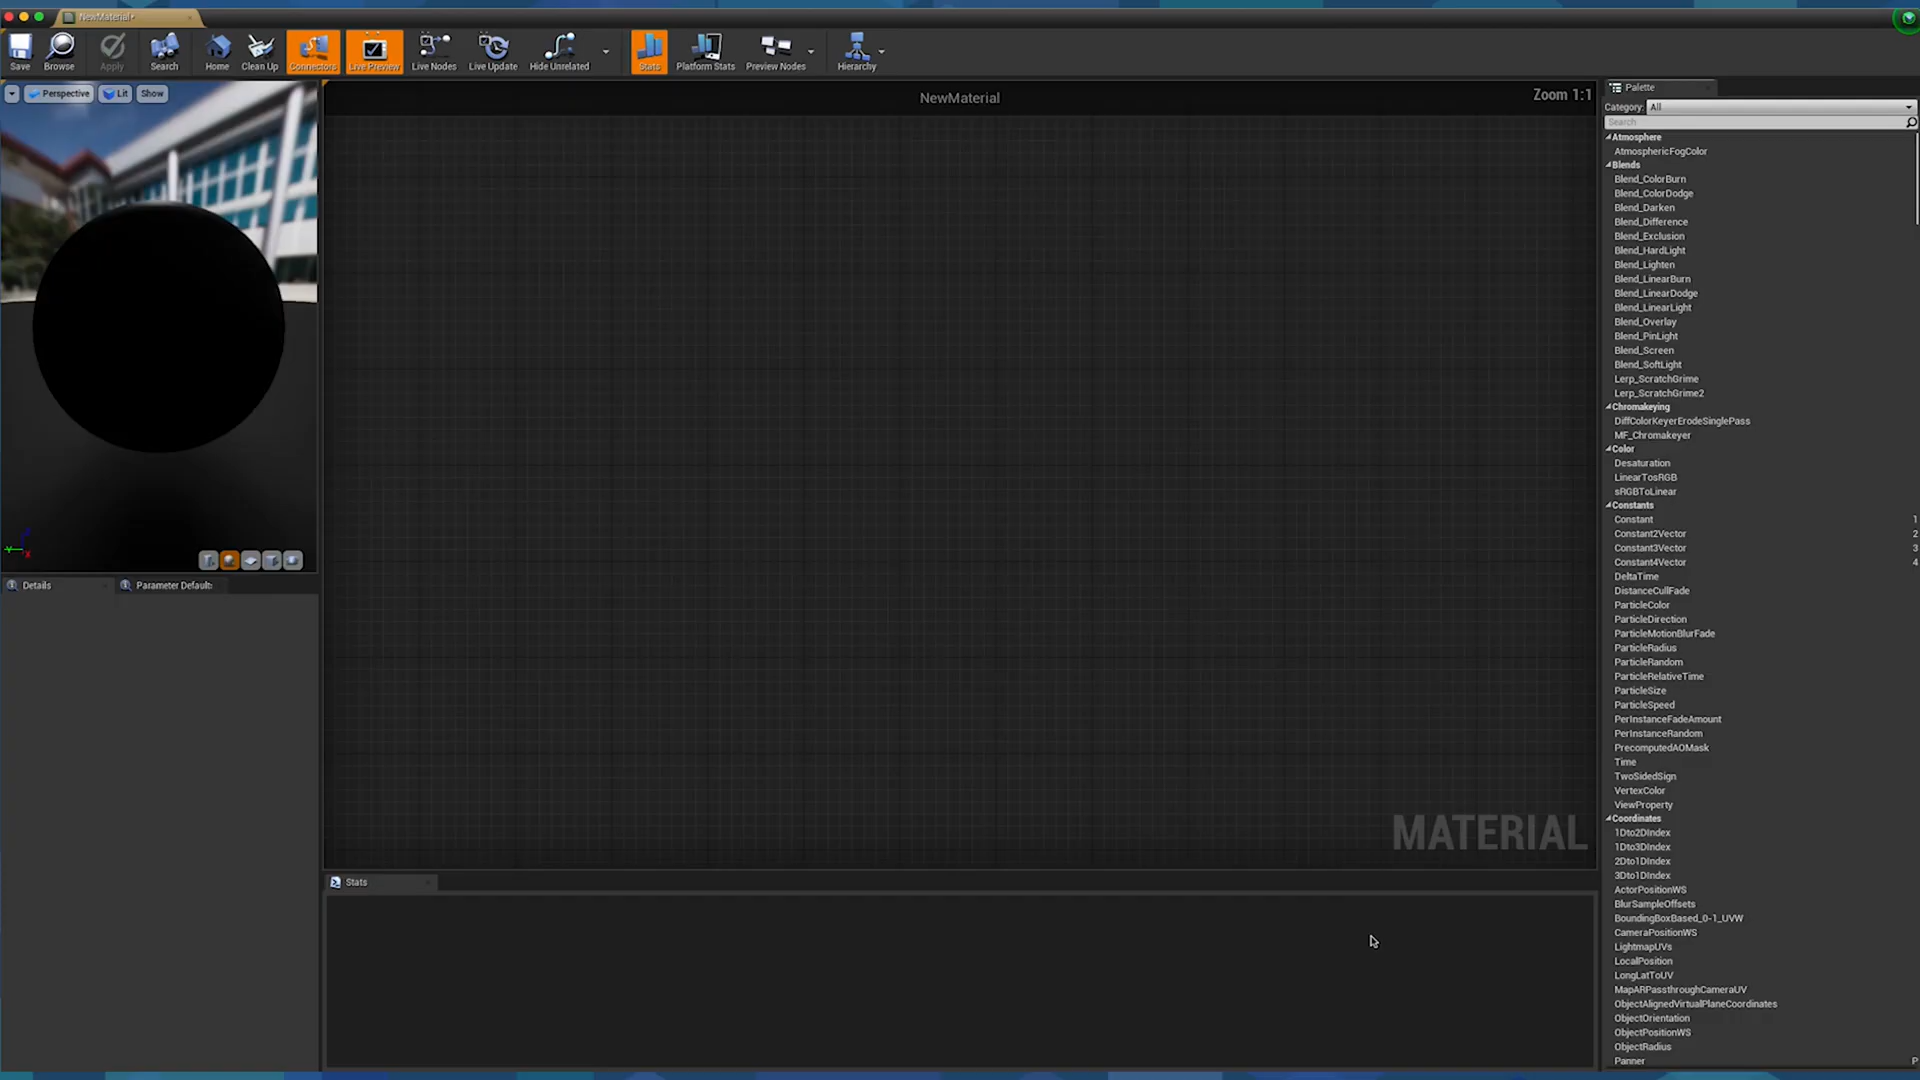 NewMaterial*
Save
Browse
Apply
Search
Home
Clean Up
Connectors
Live Preview
Live Nodes
Live Update
Hide Unrelated
Stats
Platform Stats
Preview Nodes
Hierarchy
Perspective
Lit
Show
NewMaterial
Zoom 1:1
MATERIAL
Details
Parameter Defaults
Stats
Palette
Category: All
Search
Atmosphere
AtmosphericFogColor
Blends
Blend_ColorBurn
Blend_ColorDodge
Blend_Darken
Blend_Difference
Blend_Exclusion
Blend_HardLight
Blend_Lighten
Blend_LinearBurn
Blend_LinearDodge
Blend_LinearLight
Blend_Overlay
Blend_PinLight
Blend_Screen
Blend_SoftLight
Lerp_ScratchGrime
Lerp_ScratchGrime2
Chromakeying
DiffColorKeyerErodeSinglePass
MF_Chromakeyer
Color
Desaturation
LinearTosRGB
sRGBToLinear
Constants
Constant 1
Constant2Vector 2
Constant3Vector 3
Constant4Vector 4
DeltaTime
DistanceCullFade
ParticleColor
ParticleDirection
ParticleMotionBlurFade
ParticleRadius
ParticleRandom
ParticleRelativeTime
ParticleSize
ParticleSpeed
PerInstanceFadeAmount
PerInstanceRandom
PrecomputedAOMask
Time
TwoSidedSign
VertexColor
ViewProperty
Coordinates
1Dto2DIndex
1Dto3DIndex
2Dto1DIndex
3Dto1DIndex
ActorPositionWS
BlurSampleOffsets
BoundingBoxBased_0-1_UVW
CameraPositionWS
LightmapUVs
LocalPosition
LongLatToUV
MapARPassthroughCameraUV
ObjectAlignedVirtualPlaneCoordinates
ObjectOrientation
ObjectPositionWS
ObjectRadius
Panner P